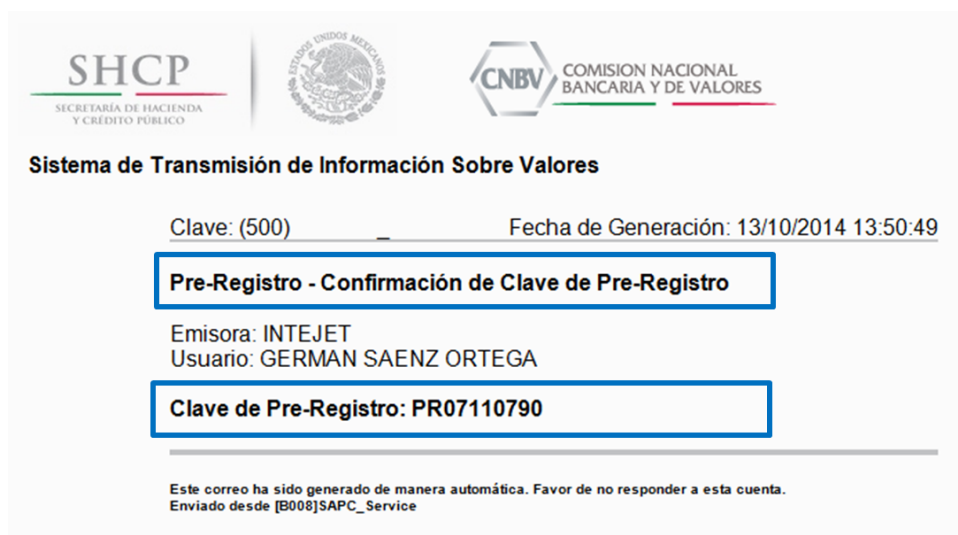 SHCP
SECRETARÍA DE HACIENDA
Y CRÉDITO PÚBLICO
ESTADOS UNIDOS MEXICANOS
CNBV
COMISION NACIONAL
BANCARIA Y DE VALORES
Sistema de Transmisión de Información Sobre Valores
Clave: (500) _ Fecha de Generación: 13/10/2014 13:50:49
Pre-Registro - Confirmación de Clave de Pre-Registro
Emisora: INTEJET
Usuario: GERMAN SAENZ ORTEGA
Clave de Pre-Registro: PR07110790
Este correo ha sido generado de manera automática. Favor de no responder a esta cuenta.
Enviado desde [B008]SAPC_Service